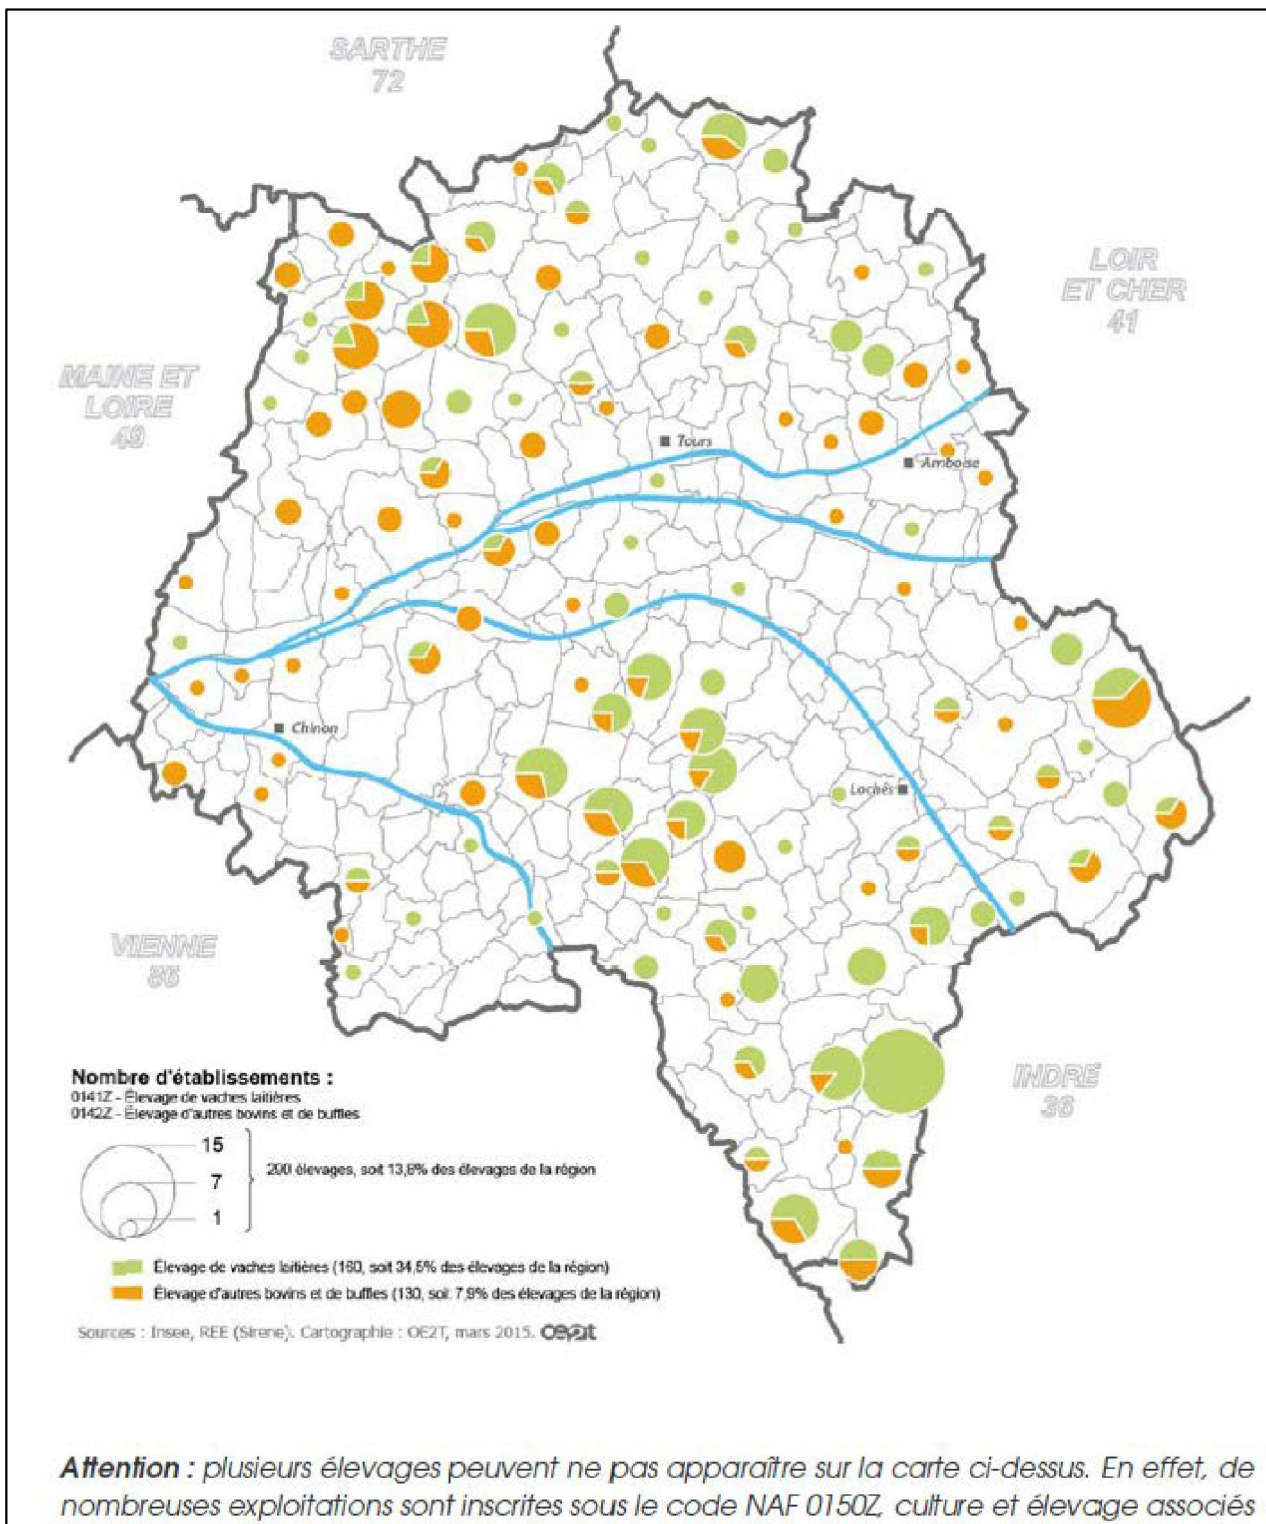 SARTHE
72
LOIR
ET CHER
41
MAINE ET
LOIRE
49
Tours
Amboise
Chinon
Lochês
VIENNE
86
INDRE
36
Nombre d'établissements :
0141Z - Élevage de vaches laitières
0142Z - Élevage d'autres bovins et de buffles
15
7
1
290 élevages, soit 13,8% des élevages de la région
Élevage de vaches laitières (160, soit 34,5% des élevages de la région)
Élevage d'autres bovins et de buffles (130, soit 7,9% des élevages de la région)
Sources : Insee, REE (Sirene). Cartographie : OE2T, mars 2015. oe2t
Attention : plusieurs élevages peuvent ne pas apparaître sur la carte ci-dessus. En effet, de
nombreuses exploitations sont inscrites sous le code NAF 0150Z, culture et élevage associés